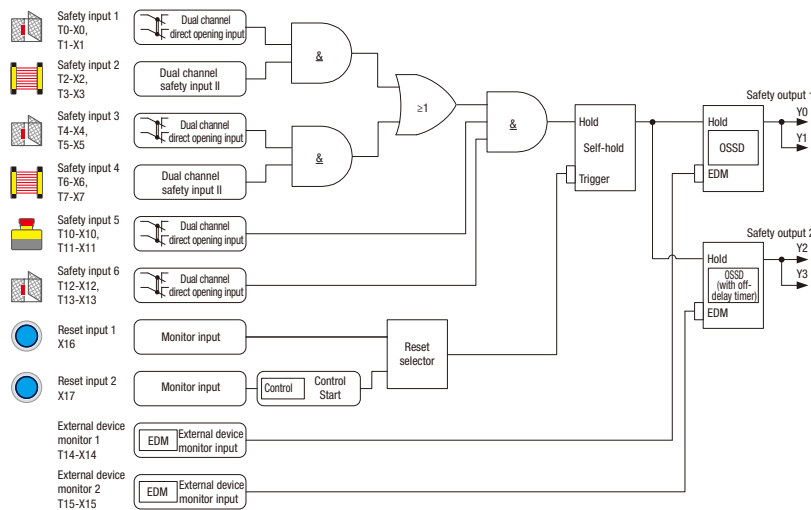 Safety input 1
T0-X0,
T1-X1
Dual channel
direct opening input
Safety input 2
T2-X2,
T3-X3
Dual channel
safety input II
&
Safety input 3
T4-X4,
T5-X5
Dual channel
direct opening input
Safety input 4
T6-X6,
T7-X7
Dual channel
safety input II
&
≥1
&
Safety input 5
T10-X10,
T11-X11
Dual channel
direct opening input
Safety input 6
T12-X12,
T13-X13
Dual channel
direct opening input
Hold
Self-hold
Trigger
Safety output 1
Hold
OSSD
EDM
Y0
Y1
Safety output 2
Hold
OSSD
(with off-
delay timer)
EDM
Y2
Y3
Reset input 1
X16
Monitor input
Reset
selector
Reset input 2
X17
Monitor input
Control
Control
Start
External device
monitor 1
T14-X14
EDM
External device
monitor input
External device
monitor 2
T15-X15
EDM
External device
monitor input